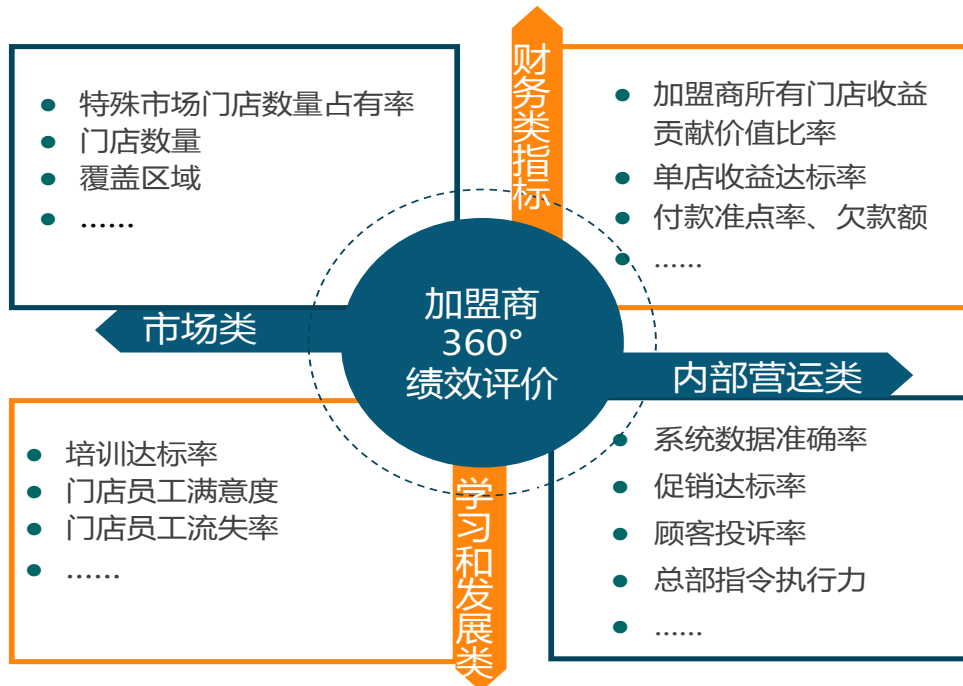 特殊市场门店数量占有率
门店数量
覆盖区域
......
市场类
财务类指标
加盟商所有门店收益
贡献价值比率
单店收益达标率
付款准点率、欠款额
......
加盟商
360°
绩效评价
内部营运类
培训达标率
门店员工满意度
门店员工流失率
......
学习和发展类
系统数据准确率
促销达标率
顾客投诉率
总部指令执行力
......